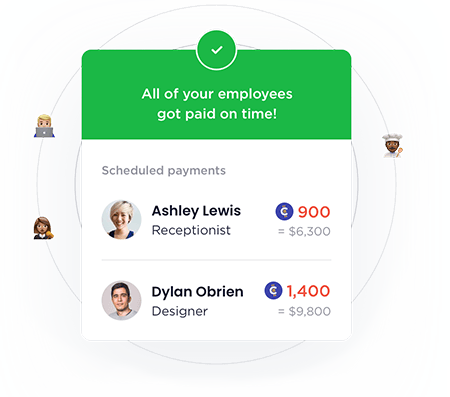 All of your employees
got paid on time!
Scheduled payments
Ashley Lewis
900
Receptionist
= $6,300
Dylan Obrien
1,400
Designer
= $9,800